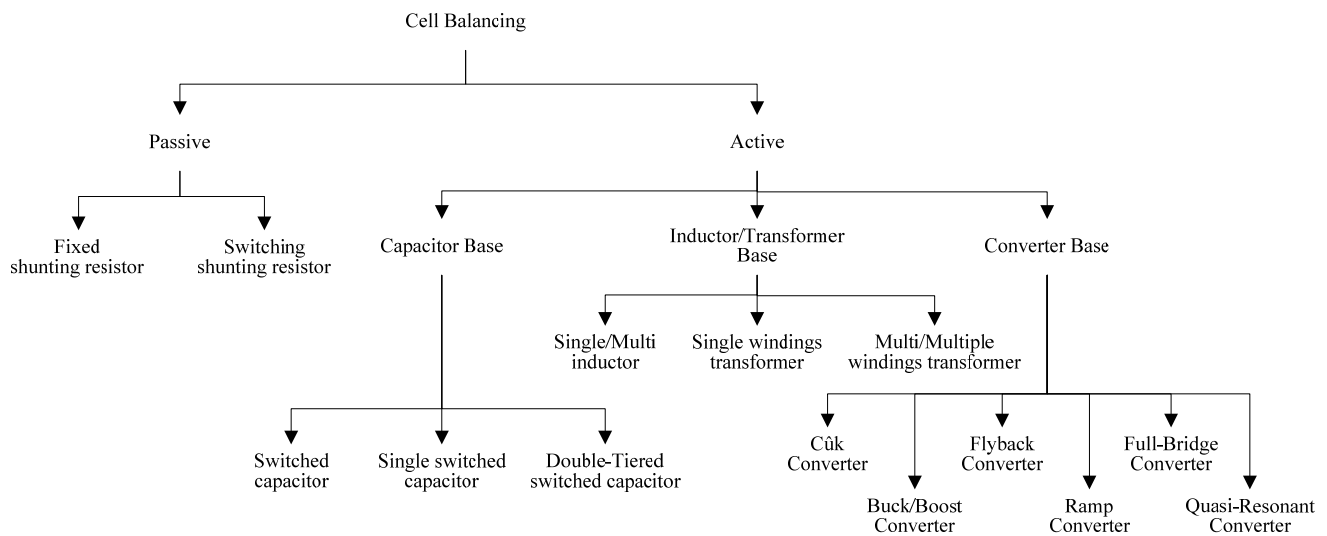 Cell Balancing
Passive
Active
Fixed
shunting resistor
Switching
shunting resistor
Capacitor Base
Inductor/Transformer
Base
Converter Base
Single/Multi
inductor
Single windings
transformer
Multi/Multiple
windings transformer
Switched
capacitor
Single switched
capacitor
Double-Tiered
switched capacitor
Cûk
Converter
Flyback
Converter
Full-Bridge
Converter
Buck/Boost
Converter
Ramp
Converter
Quasi-Resonant
Converter